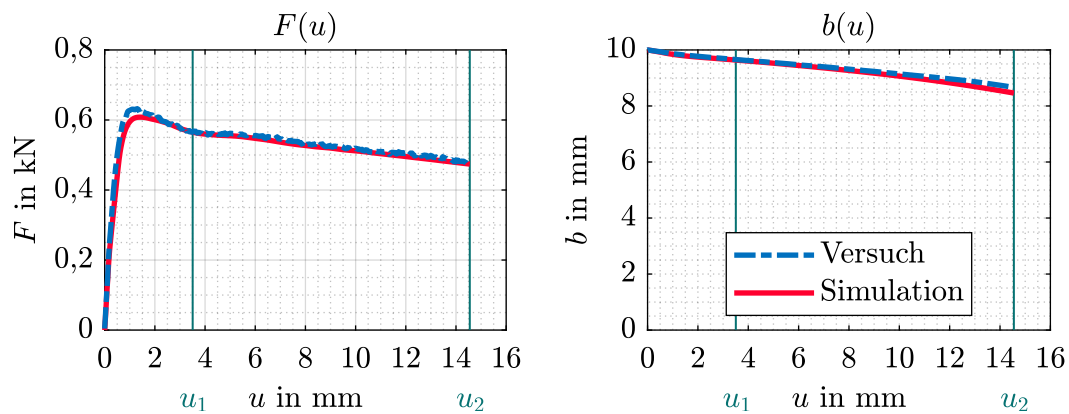 F(u)
0,8
0,6
0,4
0,2
0
F in kN
0 2 4 6 8 10 12 14 16
u₁ u in mm u₂
b(u)
10
8
6
4
2
0
b in mm
Versuch
Simulation
0 2 4 6 8 10 12 14 16
u₁ u in mm u₂